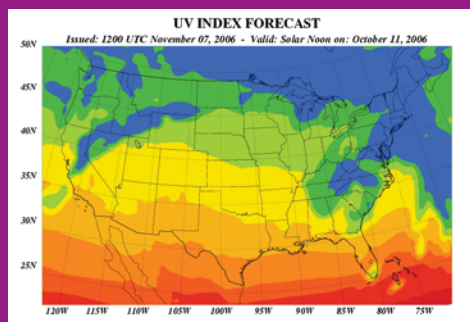 UV INDEX FORECAST
Issued: 1200 UTC November 07, 2006 - Valid: Solar Noon on: October 11, 2006
50N
45N
40N
35N
30N
25N
120W 115W 110W 105W 100W 95W 90W 85W 80W 75W